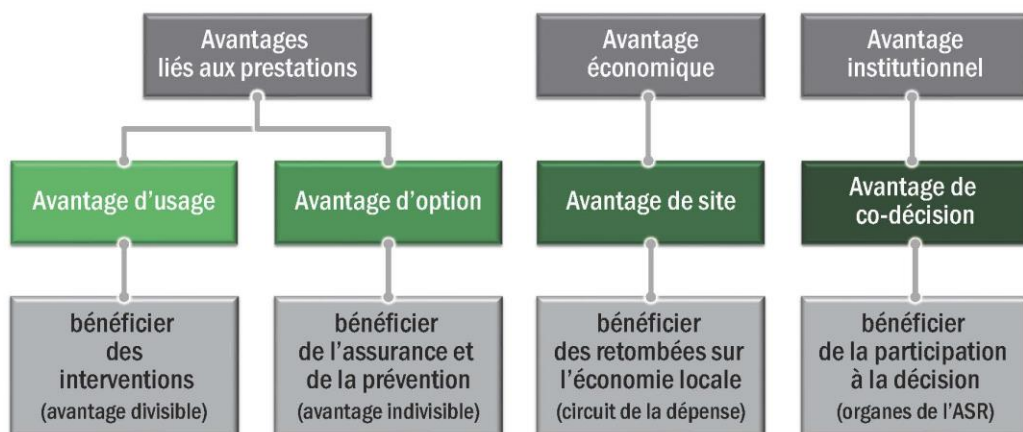 Avantages
liés aux prestations
Avantage
économique
Avantage
institutionnel
Avantage d'usage
Avantage d'option
Avantage de site
Avantage de
co-décision
bénéficier
des
interventions
(avantage divisible)
bénéficier
de l'assurance et
de la prévention
(avantage indivisible)
bénéficier
des retombées sur
l'économie locale
(circuit de la dépense)
bénéficier
de la participation
à la décision
(organes de l'ASR)